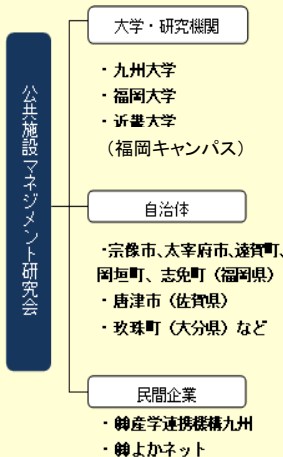 公共施設マネジメント研究会
大学・研究機関
・九州大学
・福岡大学
・近畿大学
（福岡キャンパス）
自治体
・宗像市、太宰府市、遠賀町、
岡垣町、志免町（福岡県）
・唐津市（佐賀県）
・玖珠町（大分県）など
民間企業
・㈱産学連携機構九州
・㈱よかネット